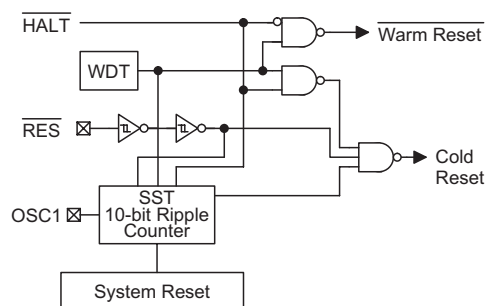 HALT
Warm Reset
WDT
RES
Cold
Reset
SST
10-bit Ripple
Counter
OSC1
System Reset